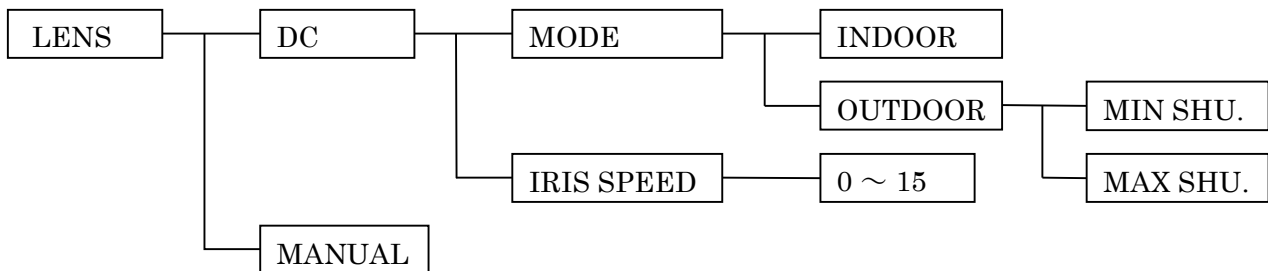 LENS DC MODE INDOOR
OUTDOOR MIN SHU.
IRIS SPEED 0 ～ 15 MAX SHU.
MANUAL